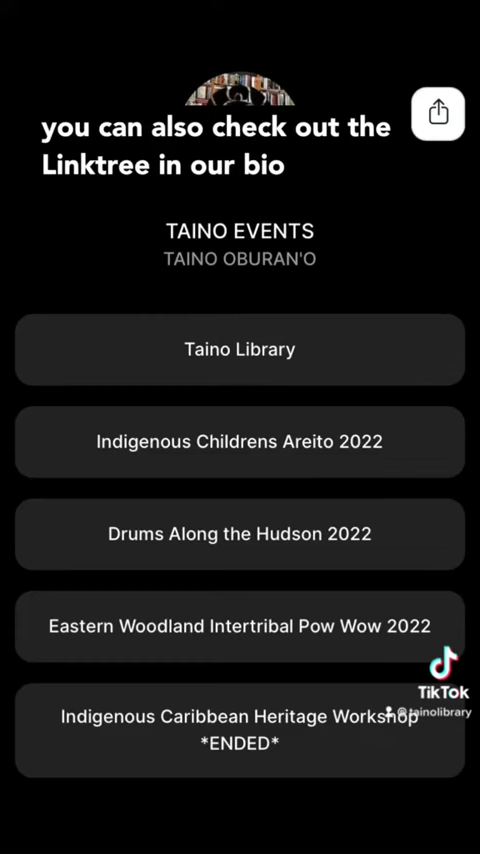 you can also check out the
Linktree in our bio
TAINO EVENTS
TAINO OBURAN'O
Taino Library
Indigenous Childrens Areito 2022
Drums Along the Hudson 2022
Eastern Woodland Intertribal Pow Wow 2022
Indigenous Caribbean Heritage Workshop
*ENDED*
TikTok
@tainolibrary